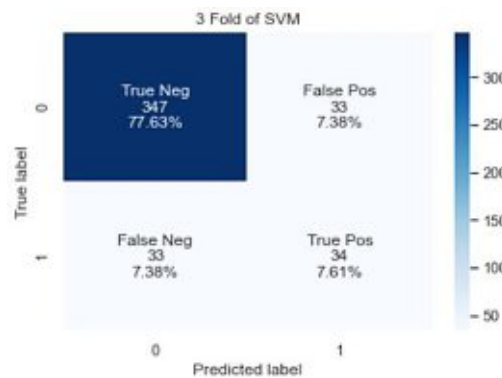 3 Fold of SVM
True Neg
347
77.63%
False Pos
33
7.38%
False Neg
33
7.38%
True Pos
34
7.61%
0
1
True label
0
1
Predicted label
300
250
200
150
100
50